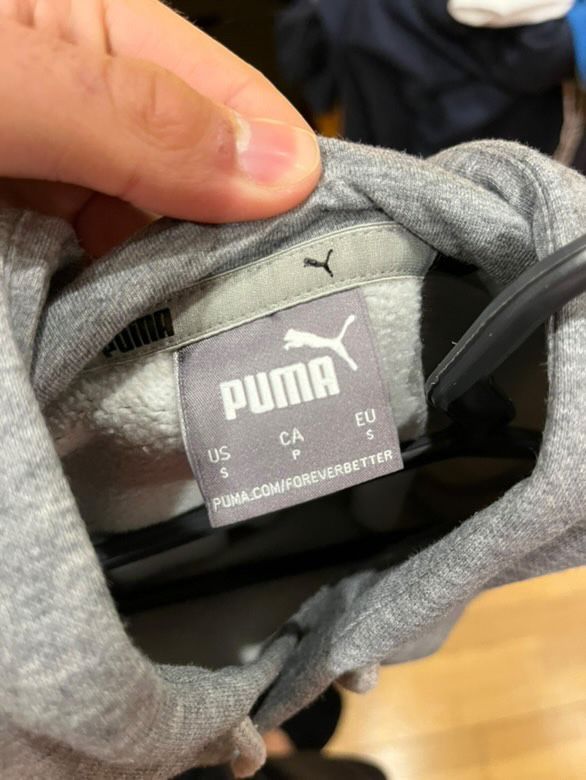 PUMA
PUMA
US CA EU
S P S
PUMA.COM/FOREVERBETTER